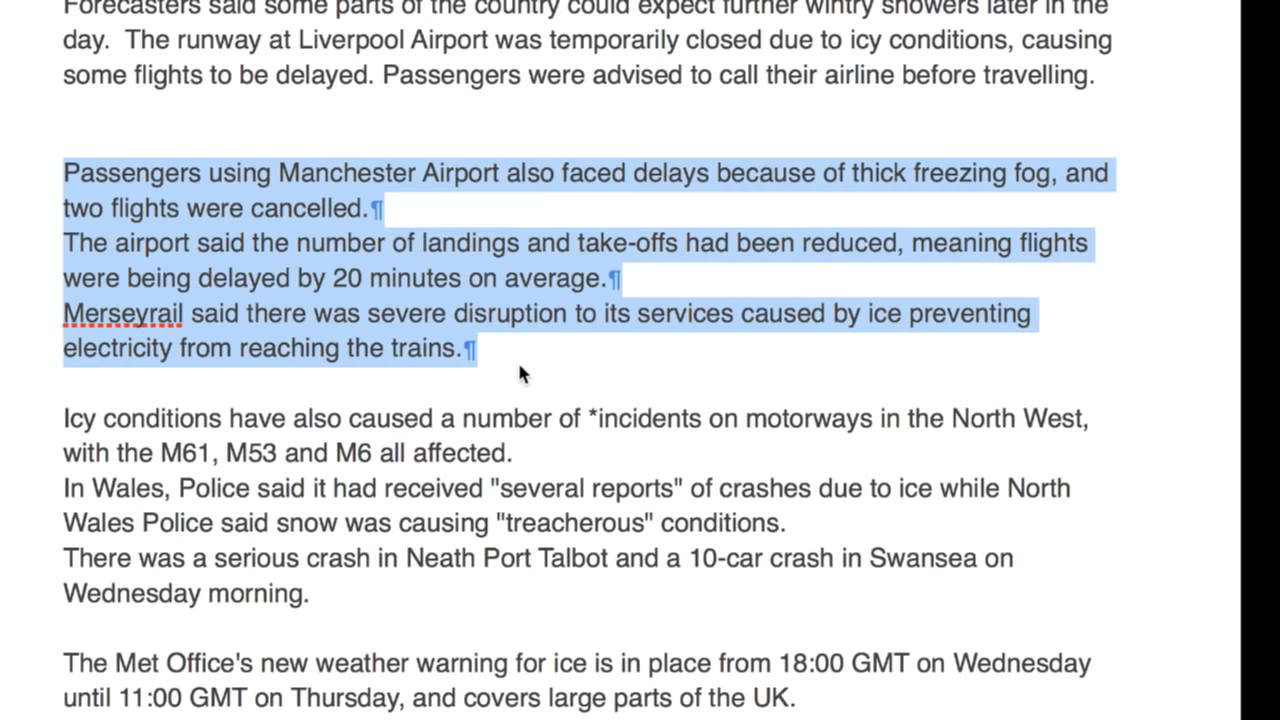 Forecasters said some parts of the country could expect further wintry showers later in the
day.  The runway at Liverpool Airport was temporarily closed due to icy conditions, causing
some flights to be delayed. Passengers were advised to call their airline before travelling.
Passengers using Manchester Airport also faced delays because of thick freezing fog, and
two flights were cancelled.¶
The airport said the number of landings and take-offs had been reduced, meaning flights
were being delayed by 20 minutes on average.¶
Merseyrail said there was severe disruption to its services caused by ice preventing
electricity from reaching the trains.¶
Icy conditions have also caused a number of *incidents on motorways in the North West,
with the M61, M53 and M6 all affected.
In Wales, Police said it had received "several reports" of crashes due to ice while North
Wales Police said snow was causing "treacherous" conditions.
There was a serious crash in Neath Port Talbot and a 10-car crash in Swansea on
Wednesday morning.
The Met Office's new weather warning for ice is in place from 18:00 GMT on Wednesday
until 11:00 GMT on Thursday, and covers large parts of the UK.